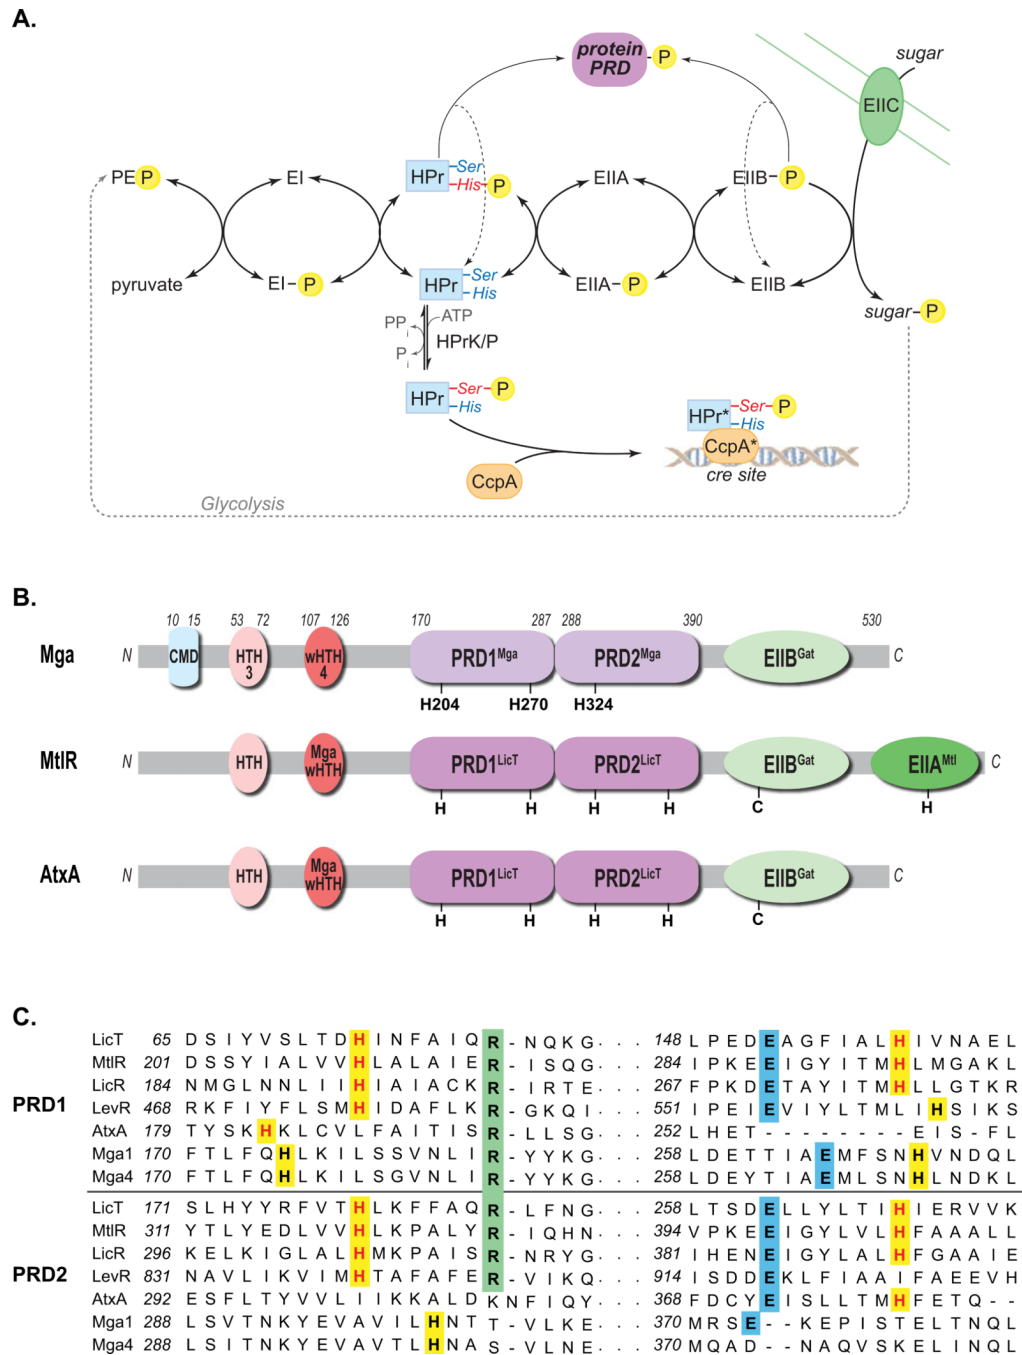 A.
protein PRD
P
sugar
EIIC
PEP
EI
HPr
Ser
His
P
EIIA
EIIB
P
pyruvate
EI
P
HPr
Ser
His
EIIA
P
EIIB
sugar
P
PPi
ATP
HPrK/P
Pi
HPr
Ser
P
His
HPr*
Ser
P
His
CcpA*
CcpA
cre site
Glycolysis
B.
10 15 53 72 107 126 170 287 288 390 530
Mga N CMD HTH 3 wHTH 4 PRD1Mga PRD2Mga EIIBGat C
H204 H270 H324
MtlR N HTH Mga wHTH PRD1LicT PRD2LicT EIIBGat EIIAMtl C
H H H H C H
AtxA N HTH Mga wHTH PRD1LicT PRD2LicT EIIBGat C
H H H H C
C.
PRD1
LicT 65 D S I Y V S L T D H I N F A I Q R - N Q K G . . . 148 L P E D E A G F I A L H I V N A E L
MtlR 201 D S S Y I A L V V H L A L A I E R - I S Q G . . . 284 I P K E E I G Y I T M H L M G A K L
LicR 184 N M G L N N L I I H I A I A C K R - I R T E . . . 267 F P K D E T A Y I T M H L L G T K R
LevR 468 R K F I Y F L S M H I D A F L K R - G K Q I . . . 551 I P E I E V I Y L T M L I H S I K S
AtxA 179 T Y S K H K L C V L F A I T I S R - L L S G . . . 252 L H E T - - - - - - - - E I S - F L
Mga1 170 F T L F Q H L K I L S S V N L I R - Y Y K G . . . 258 L D E T T I A E M F S N H V N D Q L
Mga4 170 F T L F Q H L K I L S G V N L I R - Y Y K G . . . 258 L D E Y T I A E M L S N H L N D K L
PRD2
LicT 171 S L H Y Y R F V T H L K F F A Q R - L F N G . . . 258 L T S D E L L Y L T I H I E R V V K
MtlR 311 Y T L Y E D L V V H L K P A L Y R - I Q H N . . . 394 V P K E E I G Y L V L H F A A A L L
LicR 296 K E L K I G L A L H M K P A I S R - N R Y G . . . 381 I H E N E I G Y L A L H F G A A I E
LevR 831 N A V L I K V I M H T A F A F E R - V I K Q . . . 914 I S D D E K L F I A A I F A E E V H
AtxA 292 E S F L T Y V V L I I K K A L D K N F I Q Y . . . 368 F D C Y E I S L L T M H F E T Q - -
Mga1 288 L S V T N K Y E V A V I L H N T T - V L K E . . . 370 M R S E - - K E P I S T E L T N Q L
Mga4 288 L S V T N K Y E V A V T L H N A S - V L N E . . . 370 M Q A D - - N A Q V S K E L I N Q L